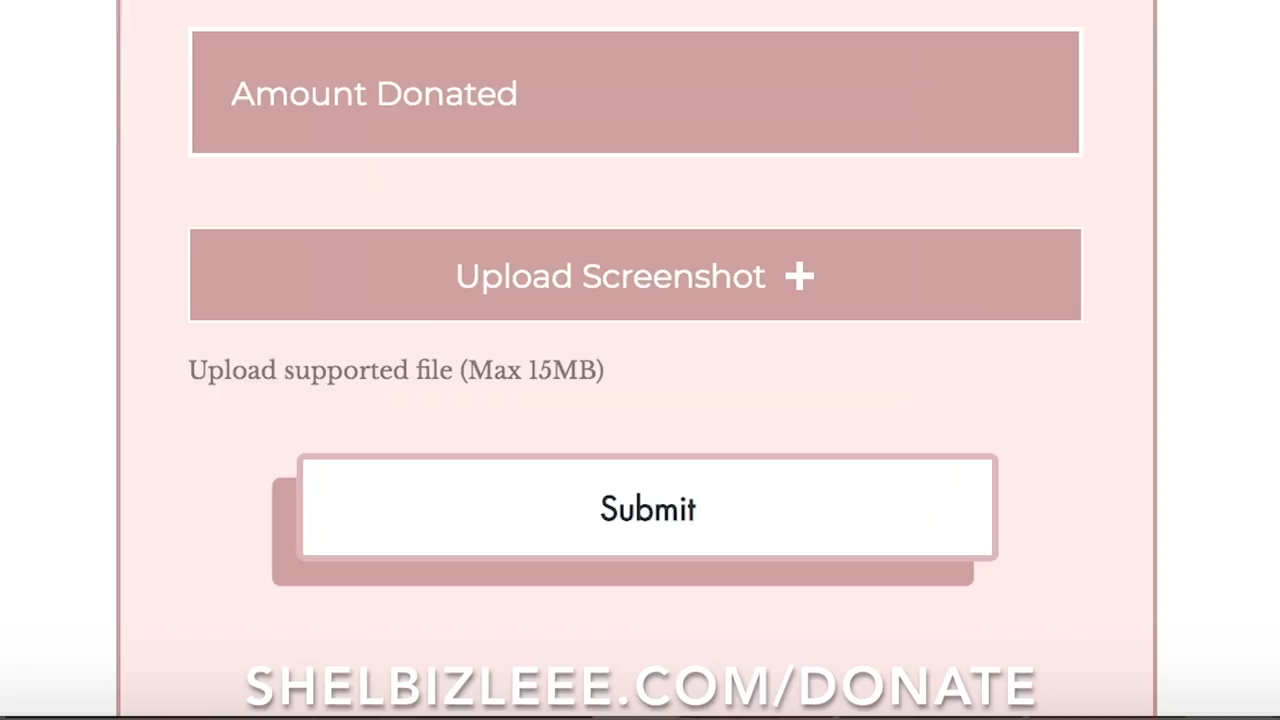 Amount Donated
Upload Screenshot +
Upload supported file (Max 15MB)
Submit
SHELBIZLEEE.COM/DONATE